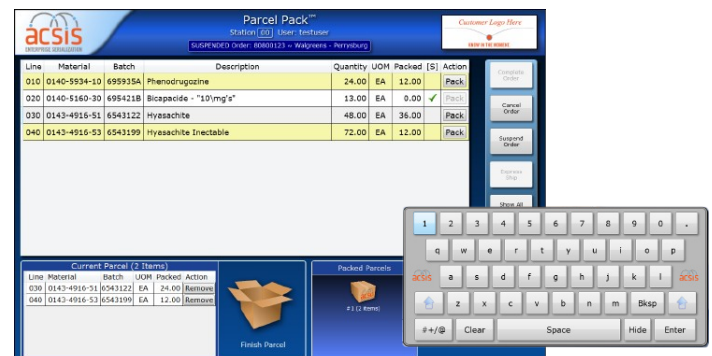 acsis
ENTERPRISE SERIALIZATION
Parcel Pack™
Station 00 User: testuser
SUSPENDED Order: 80800123 ~ Walgreens - Perrysburg
Customer Logo Here
Line Material Batch Description Quantity UOM Packed [S] Action
010 0140-5934-10 695935A Phenodrugozine 24.00 EA 12.00 Pack
020 0140-5160-30 695421B Bicapacide - "10\mg's" 13.00 EA 0.00 ✓ Pack
030 0143-4916-51 6543122 Hyasachite 48.00 EA 36.00 Pack
040 0143-4916-53 6543199 Hyasachite Inectable 72.00 EA 12.00 Pack
Complete Order
Cancel Order
Suspend Order
Express Ship
Show All
Current Parcel (2 Items)
Line Material Batch UOM Packed Action
030 0143-4916-51 6543122 EA 24.00 Remove
040 0143-4916-53 6543199 EA 12.00 Remove
Finish Parcel
Packed Parcels
#1 (2 items)
1 2 3 4 5 6 7 8 9 0 .
q w e r t y u i o p
acsis a s d f g h j k l acsis
z x c v b n m Bksp
#+/@ Clear Space Hide Enter